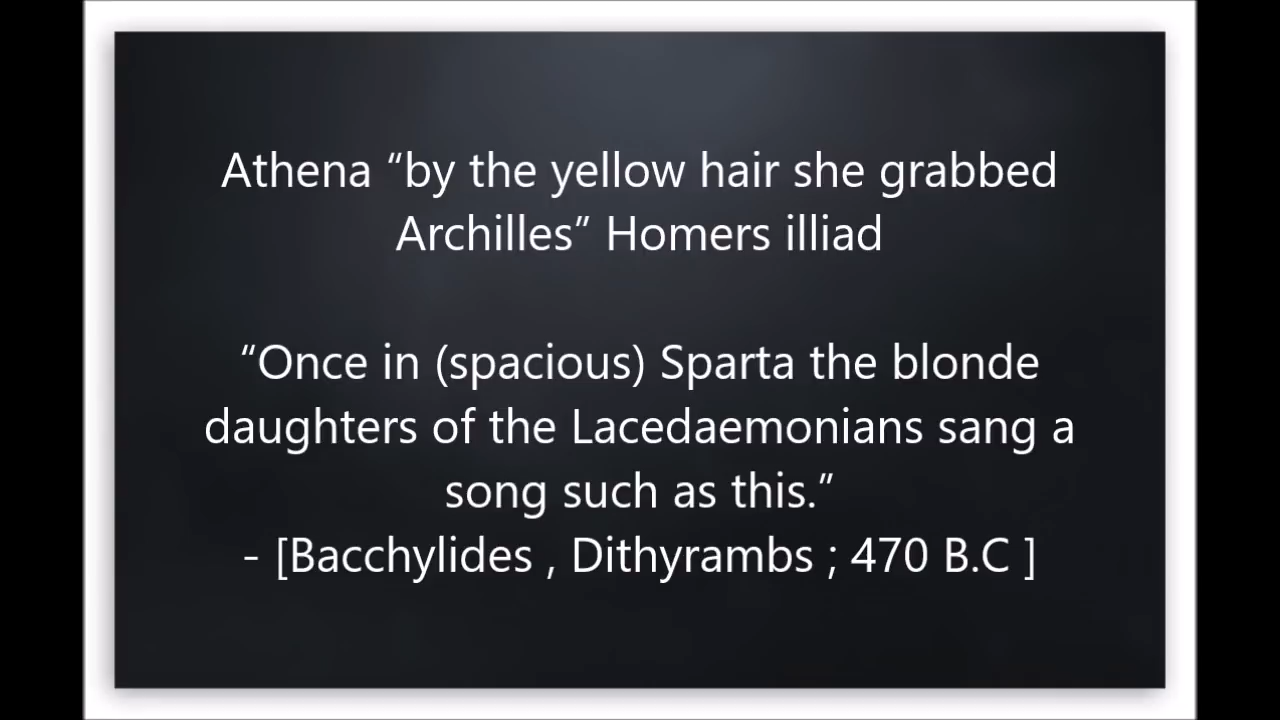 Athena “by the yellow hair she grabbed
Archilles” Homers illiad
“Once in (spacious) Sparta the blonde
daughters of the Lacedaemonians sang a
song such as this.”
- [Bacchylides , Dithyrambs ; 470 B.C ]